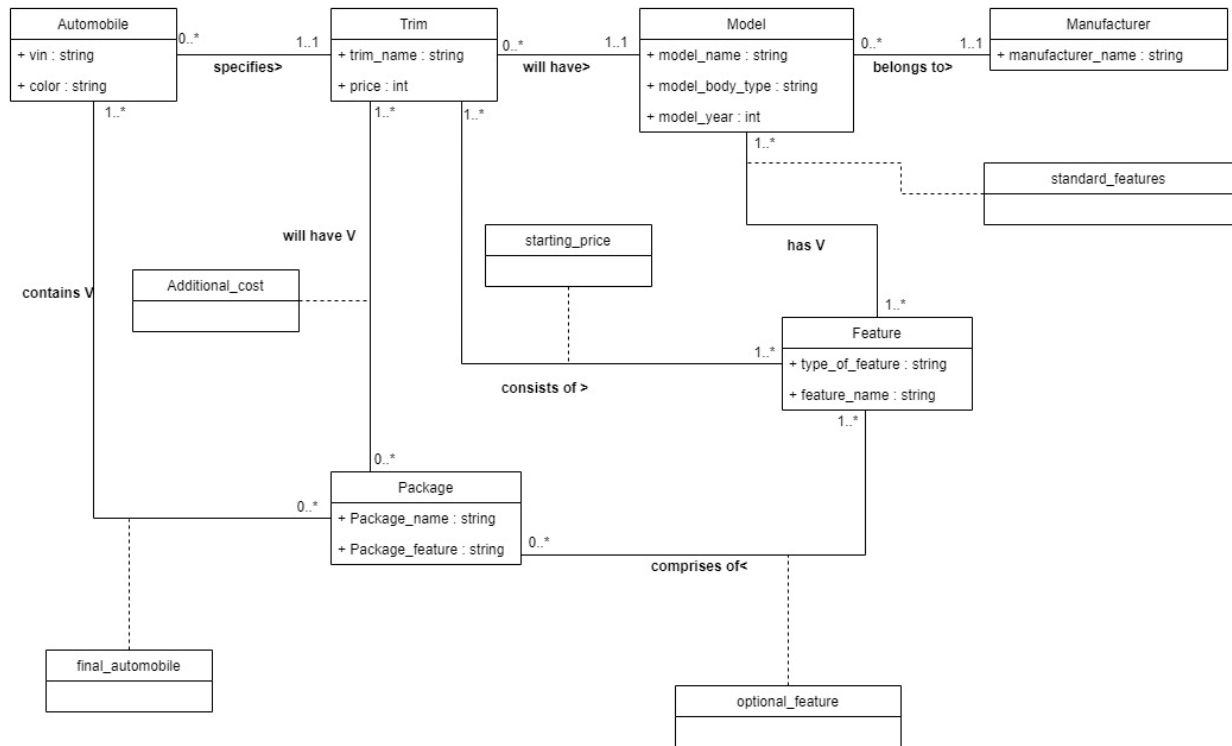 Automobile
+ vin : string
+ color : string
0..*
1..1
specifies>
1..*
Trim
+ trim_name : string
+ price : int
0..*
1..1
will have>
1..*
1..*
Model
+ model_name : string
+ model_body_type : string
+ model_year : int
0..*
1..1
belongs to>
1..*
Manufacturer
+ manufacturer_name : string
standard_features
will have V
starting_price
has V
Additional_cost
contains V
1..*
Feature
+ type_of_feature : string
+ feature_name : string
1..*
consists of >
1..*
0..*
Package
+ Package_name : string
+ Package_feature : string
0..*
0..*
comprises of<
final_automobile
optional_feature